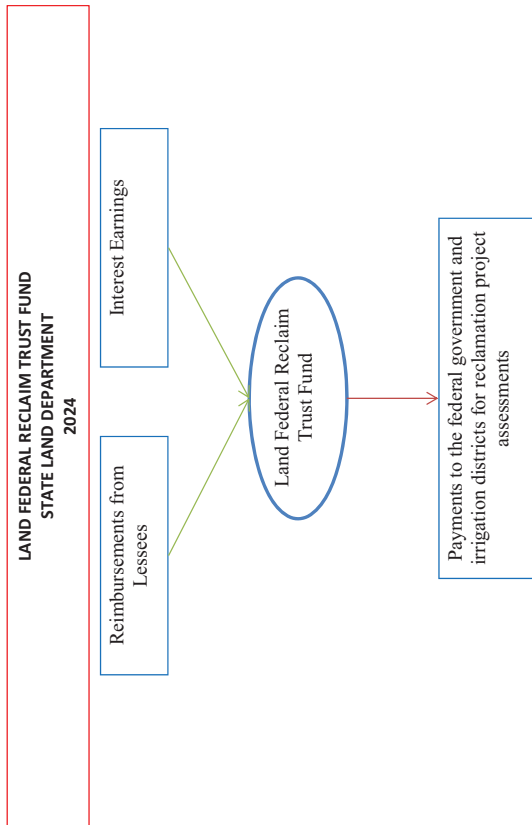 LAND FEDERAL RECLAIM TRUST FUND
STATE LAND DEPARTMENT
2024
Reimbursements from
Lessees
Interest Earnings
Land Federal Reclaim
Trust Fund
Payments to the federal government and
irrigation districts for reclamation project
assessments